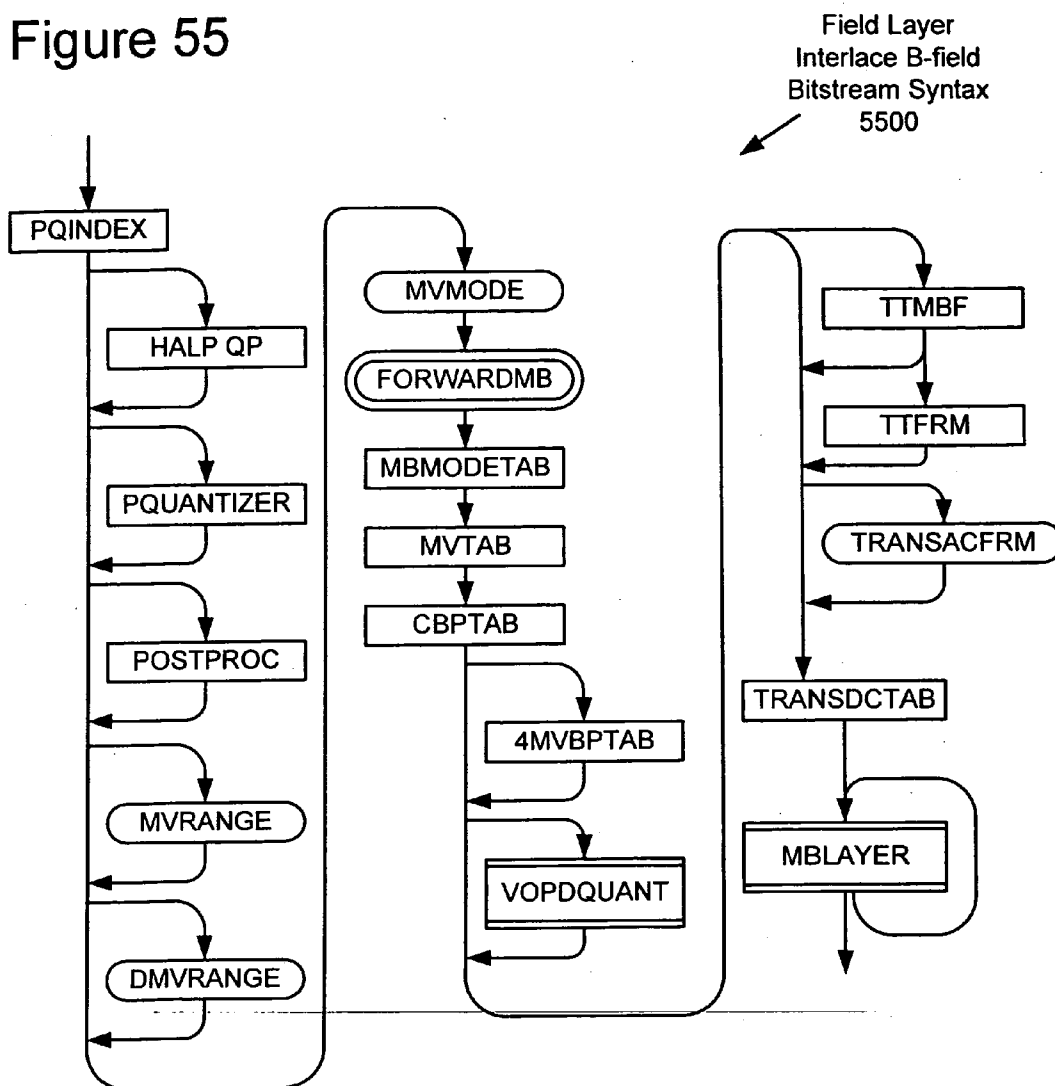 Figure 55
Field Layer
Interlace B-field
Bitstream Syntax
5500
PQINDEX
HALP QP
PQUANTIZER
POSTPROC
MVRANGE
DMVRANGE
MVMODE
FORWARDMB
MBMODETAB
MVTAB
CBPTAB
4MVBPTAB
VOPDQUANT
TTMBF
TTFRM
TRANSACFRM
TRANSDCTAB
MBLAYER